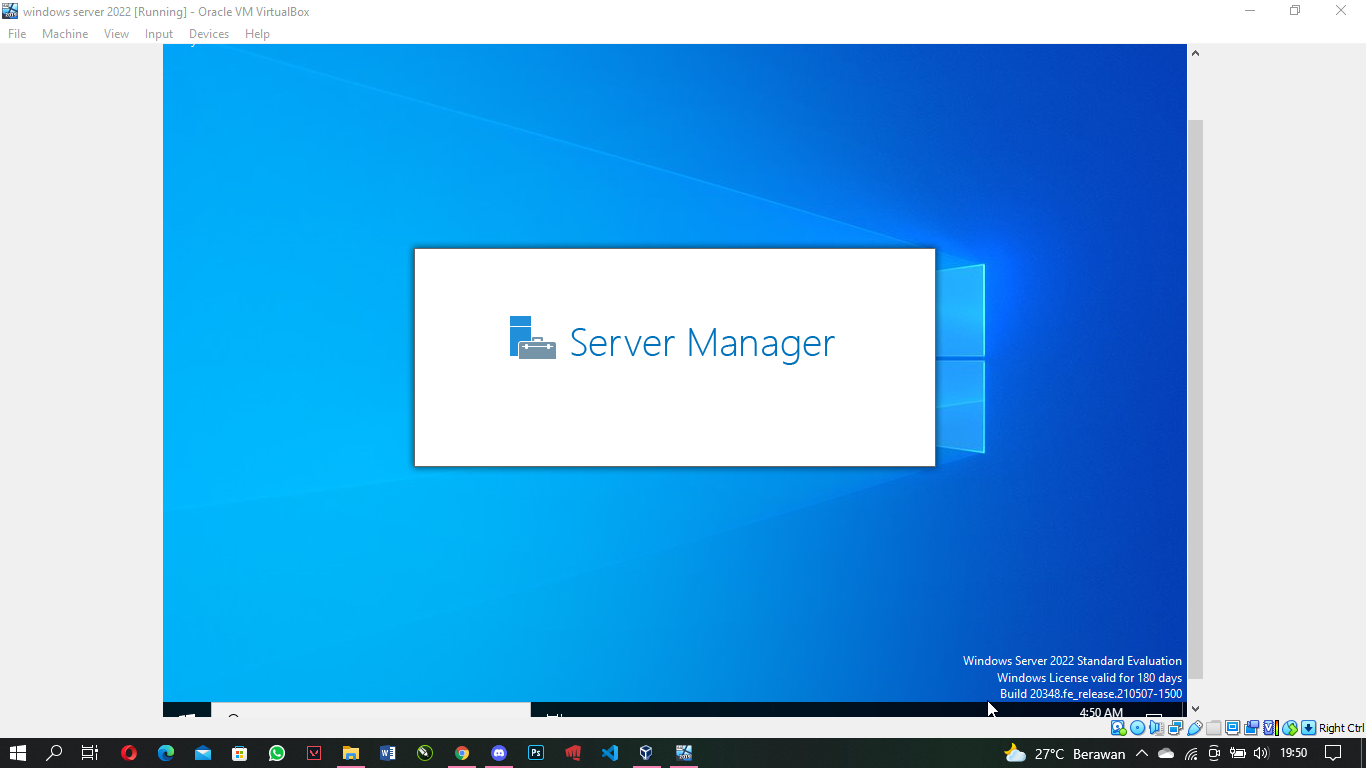 windows server 2022 [Running] - Oracle VM VirtualBox
File Machine View Input Devices Help
Server Manager
Windows Server 2022 Standard Evaluation
Windows License valid for 180 days
Build 20348.fe_release.210507-1500
4:50 AM
Right Ctrl
27°C Berawan
19:50